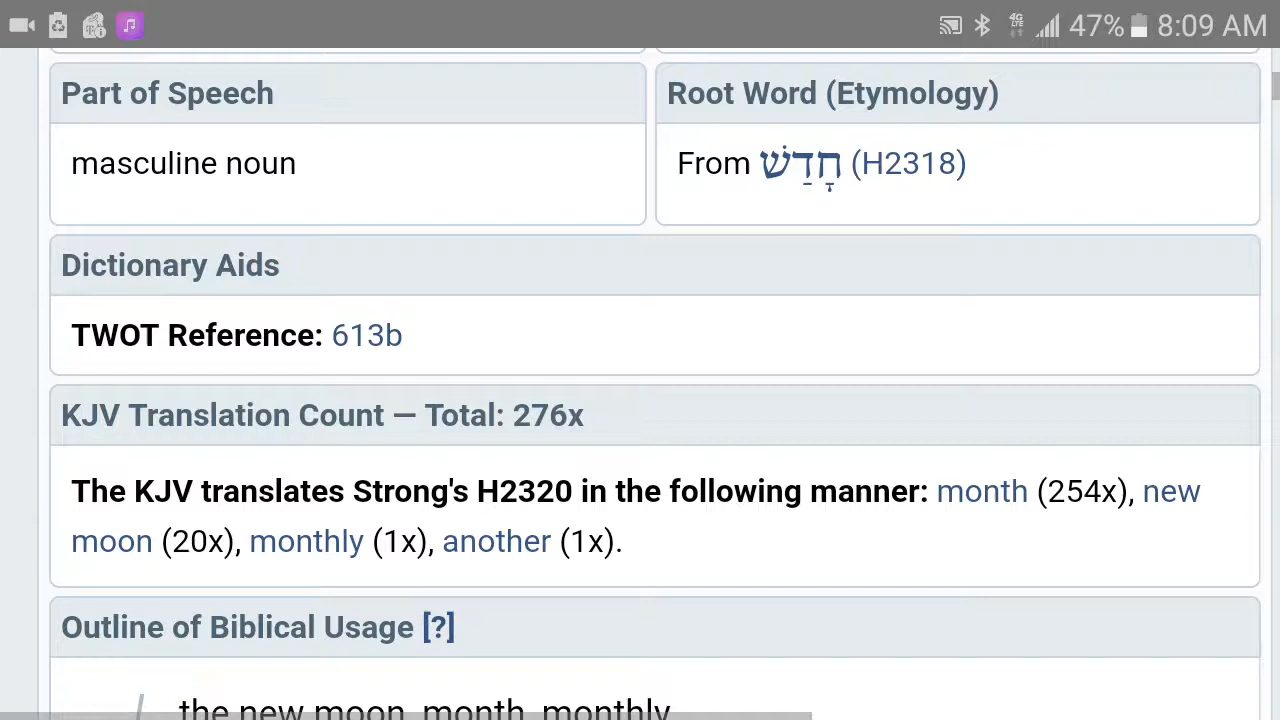 47% 8:09 AM
Part of Speech
Root Word (Etymology)
masculine noun
From חָדַשׁ (H2318)
Dictionary Aids
TWOT Reference: 613b
KJV Translation Count — Total: 276x
The KJV translates Strong's H2320 in the following manner: month (254x), new
moon (20x), monthly (1x), another (1x).
Outline of Biblical Usage [?]
the new moon, month, monthly